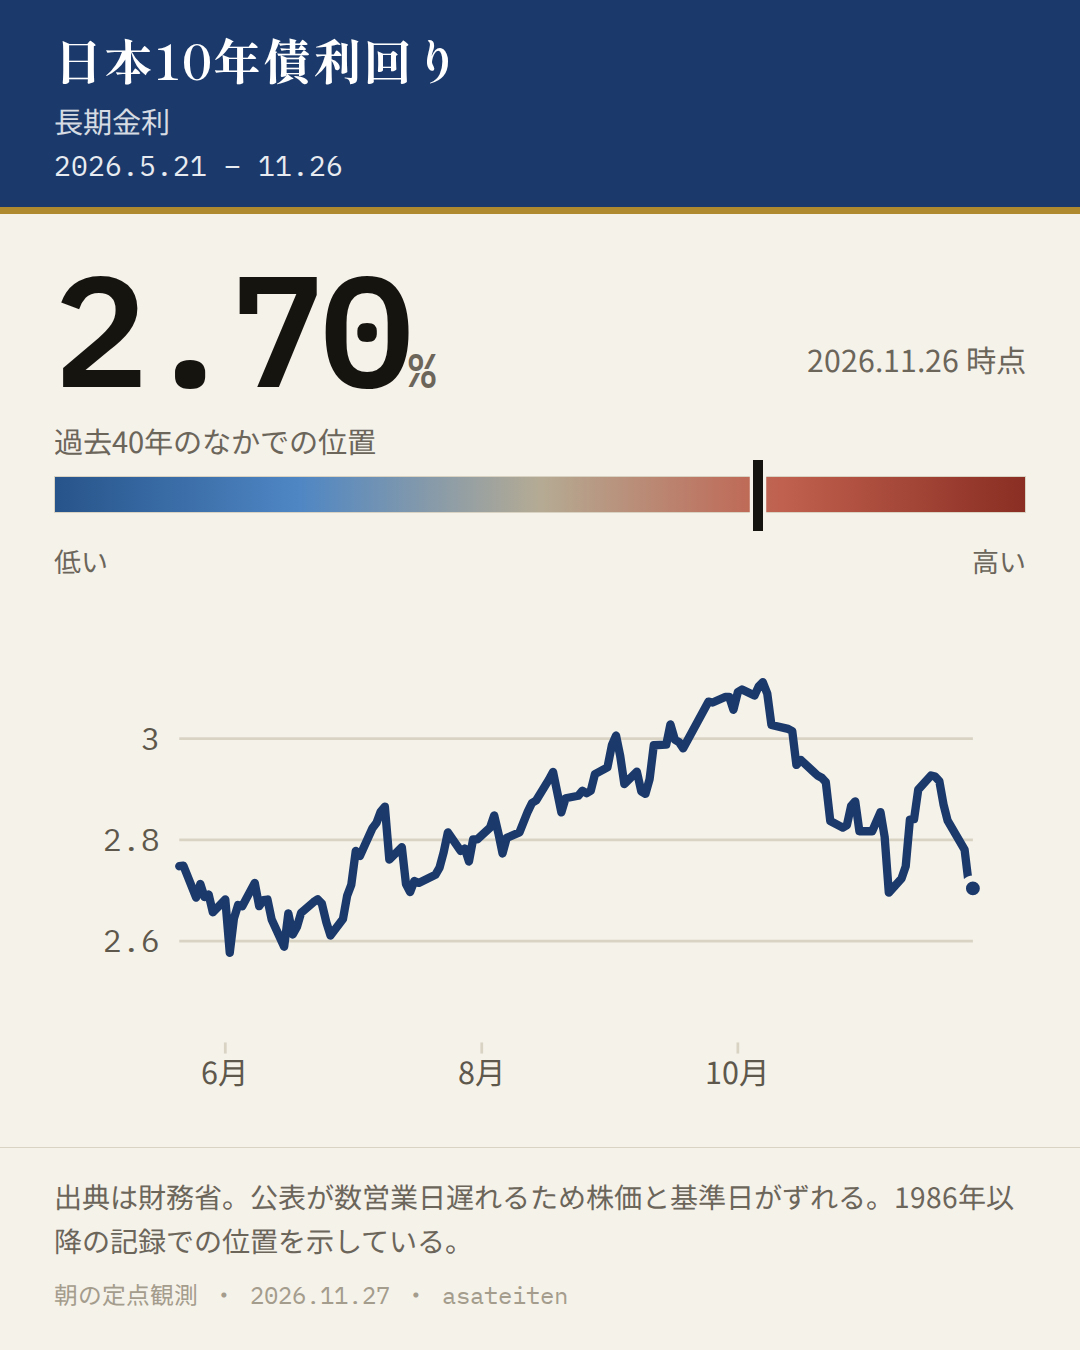 日本10年債利回り
長期金利
2026.5.21 − 11.26
2.70%
2026.11.26 時点
過去40年のなかでの位置
低い
高い
3
2.8
2.6
6月
8月
10月
出典は財務省。公表が数営業日遅れるため株価と基準日がずれる。1986年以
降の記録での位置を示している。
朝の定点観測 ・ 2026.11.27 ・ asateiten